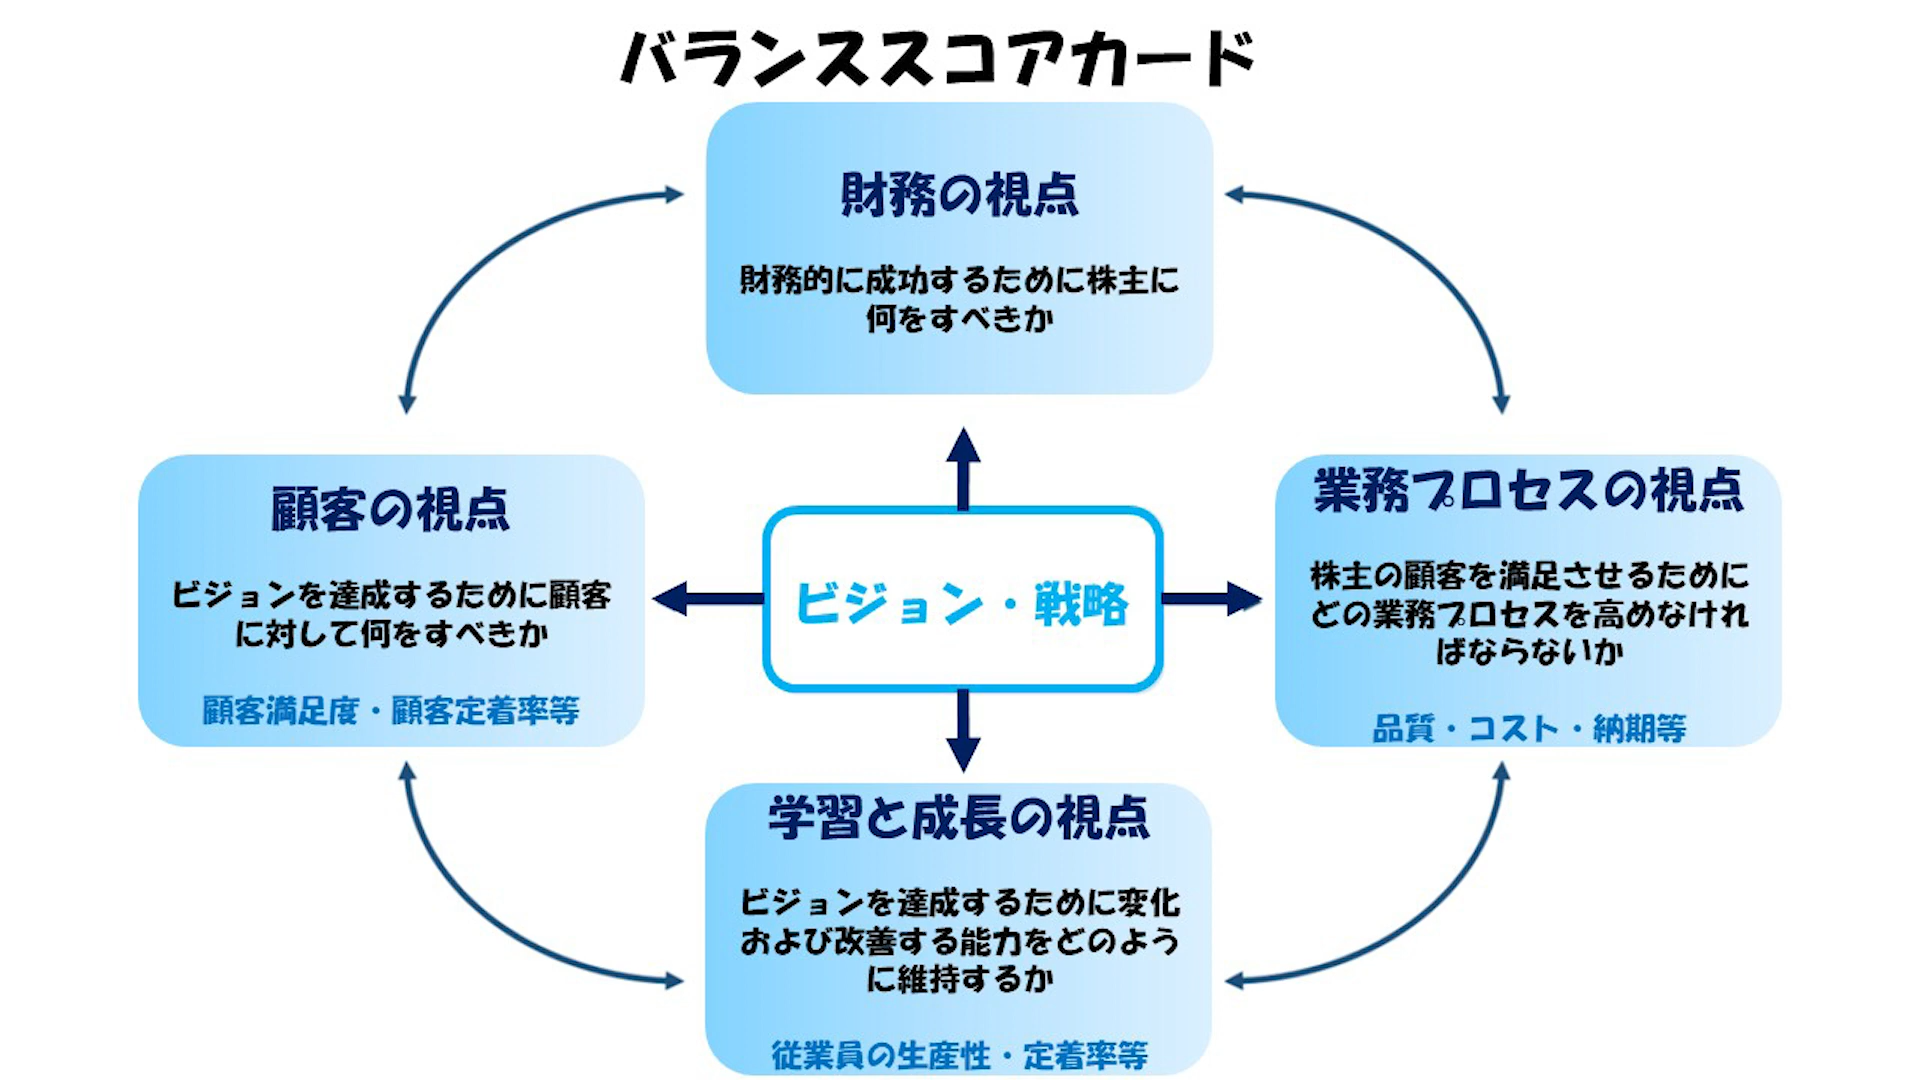 バランススコアカード
財務の視点
財務的に成功するために株主に
何をすべきか
顧客の視点
ビジョンを達成するために顧客
に対して何をすべきか
顧客満足度・顧客定着率等
ビジョン・戦略
業務プロセスの視点
株主の顧客を満足させるために
どの業務プロセスを高めなけれ
ばならないか
品質・コスト・納期等
学習と成長の視点
ビジョンを達成するために変化
および改善する能力をどのよう
に維持するか
従業員の生産性・定着率等